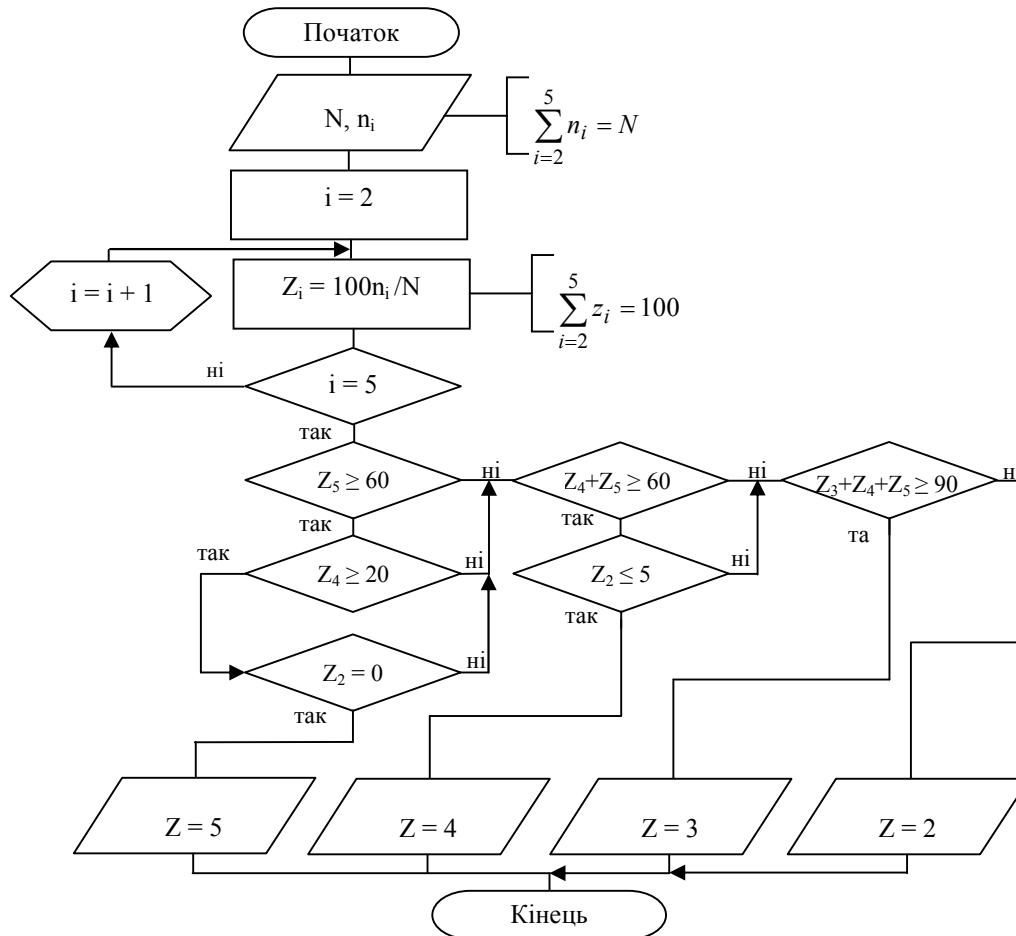 Початок
N, nᵢ
5
∑ nᵢ = N
i=2
i = 2
i = i + 1
Zᵢ = 100nᵢ/N
5
∑ zᵢ = 100
i=2
ні
i = 5
так
Z₅ ≥ 60
ні
Z₄+Z₅ ≥ 60
ні
Z₃+Z₄+Z₅ ≥ 90
н
так
так
та
так
Z₄ ≥ 20
ні
Z₂ ≤ 5
ні
так
Z₂ = 0
ні
так
Z = 5
Z = 4
Z = 3
Z = 2
Кінець